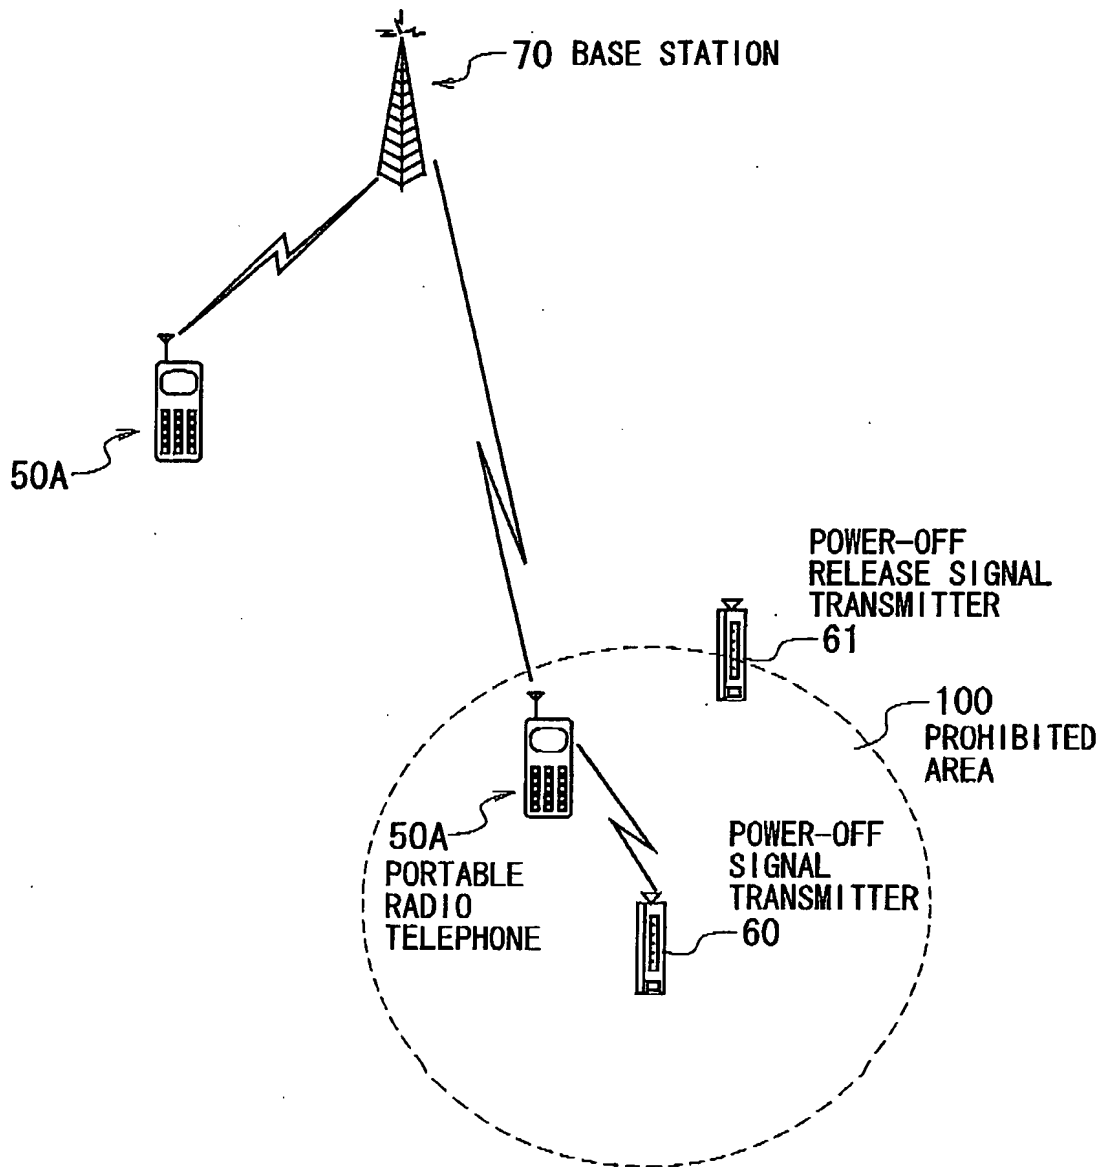 70 BASE STATION
50A
POWER-OFF
RELEASE SIGNAL
TRANSMITTER
61
100
PROHIBITED
AREA
50A
PORTABLE
RADIO
TELEPHONE
POWER-OFF
SIGNAL
TRANSMITTER
60